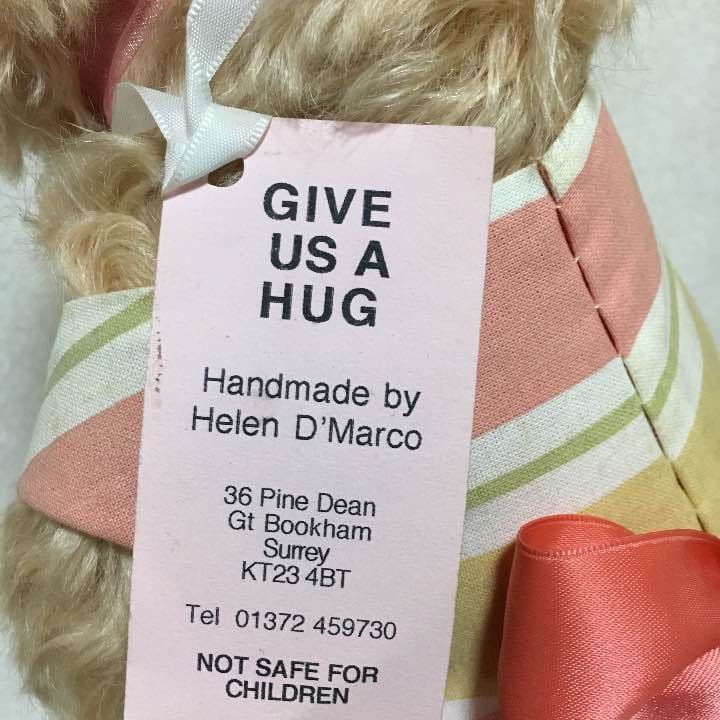 GIVE
US A
HUG
Handmade by
Helen D'Marco
36 Pine Dean
Gt Bookham
Surrey
KT23 4BT
Tel 01372 459730
NOT SAFE FOR
CHILDREN